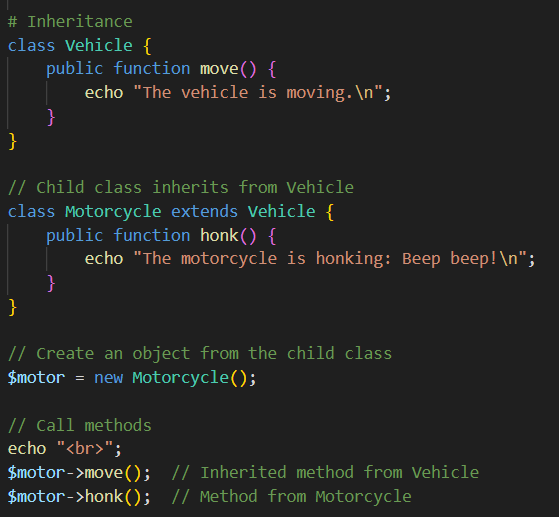 # Inheritance
class Vehicle {
public function move() {
echo "The vehicle is moving.\n";
}
}
// Child class inherits from Vehicle
class Motorcycle extends Vehicle {
public function honk() {
echo "The motorcycle is honking: Beep beep!\n";
}
}
// Create an object from the child class
$motor = new Motorcycle();
// Call methods
echo "<br>";
$motor->move();  // Inherited method from Vehicle
$motor->honk();  // Method from Motorcycle